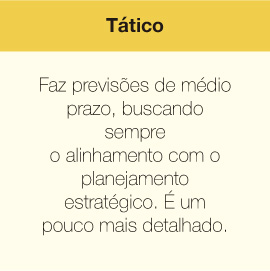 Tático
Faz previsões de médio
prazo, buscando
sempre
o alinhamento com o
planejamento
estratégico. É um
pouco mais detalhado.